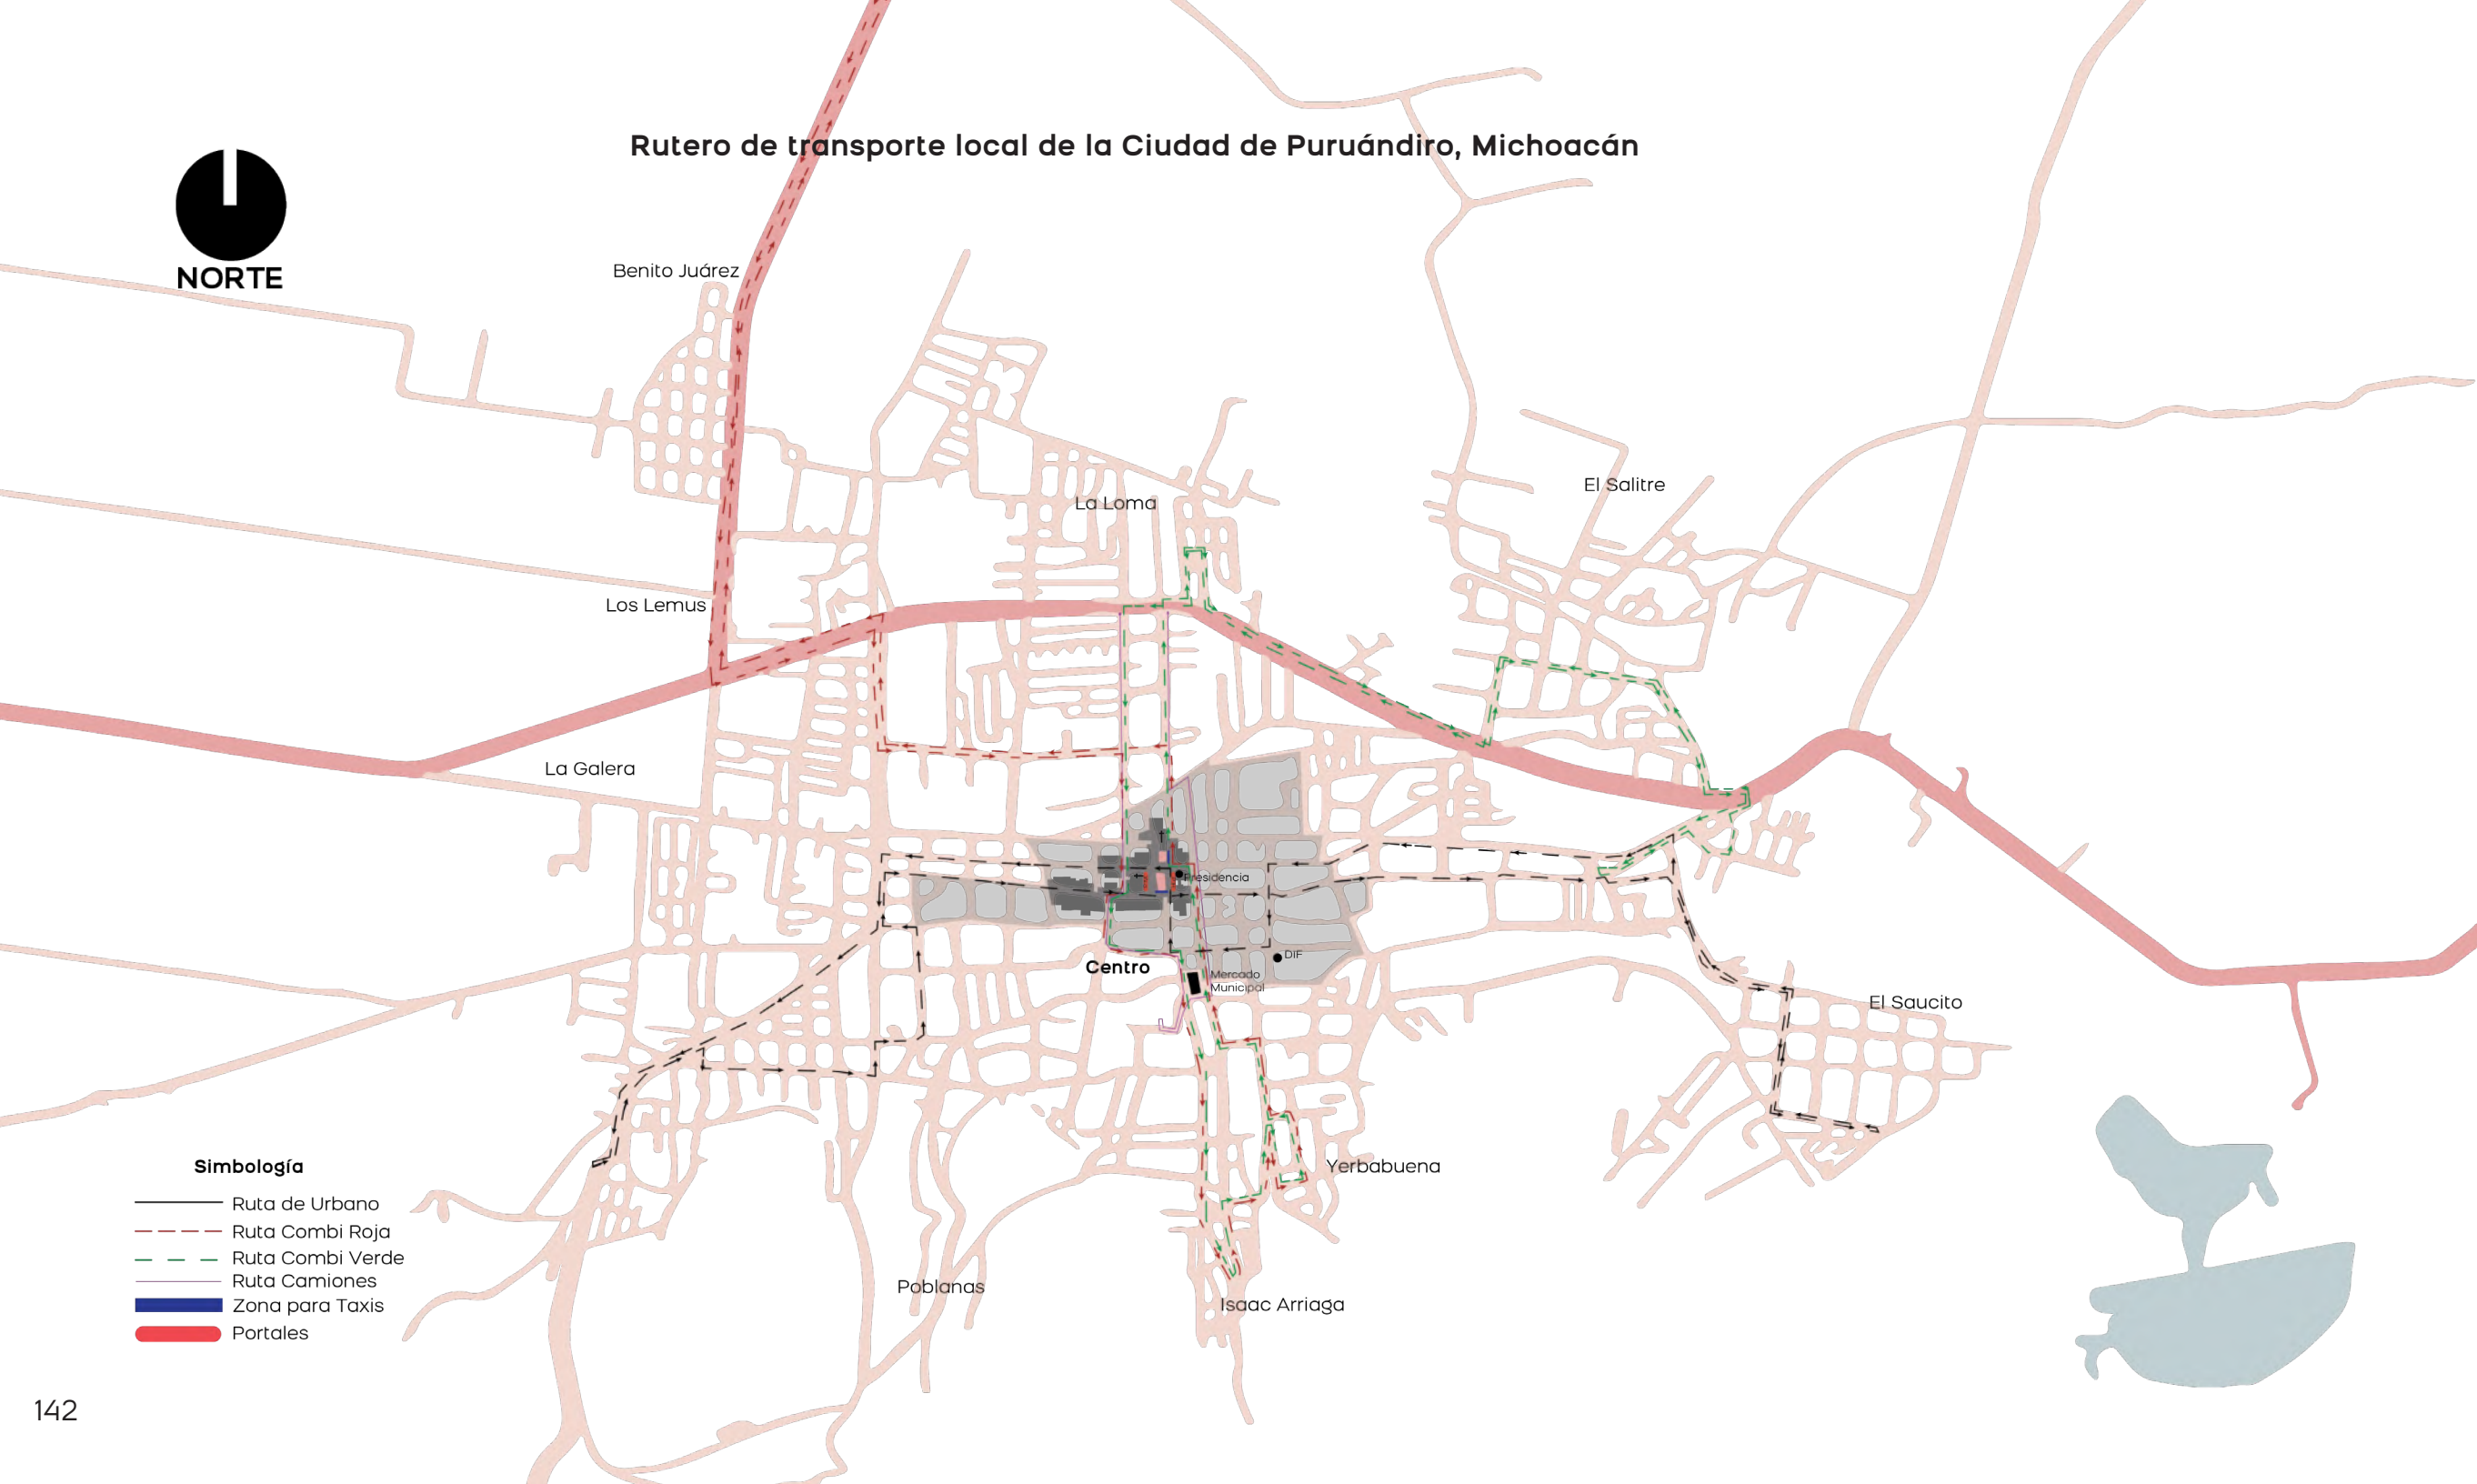 Rutero de transporte local de la Ciudad de Puruándiro, Michoacán
NORTE
Benito Juárez
La Loma
El Salitre
Los Lemus
La Galera
Presidencia
Centro
DIF
Mercado
Municipal
El Saucito
Yerbabuena
Poblanas
Isaac Arriaga
Simbología
Ruta de Urbano
Ruta Combi Roja
Ruta Combi Verde
Ruta Camiones
Zona para Taxis
Portales
142